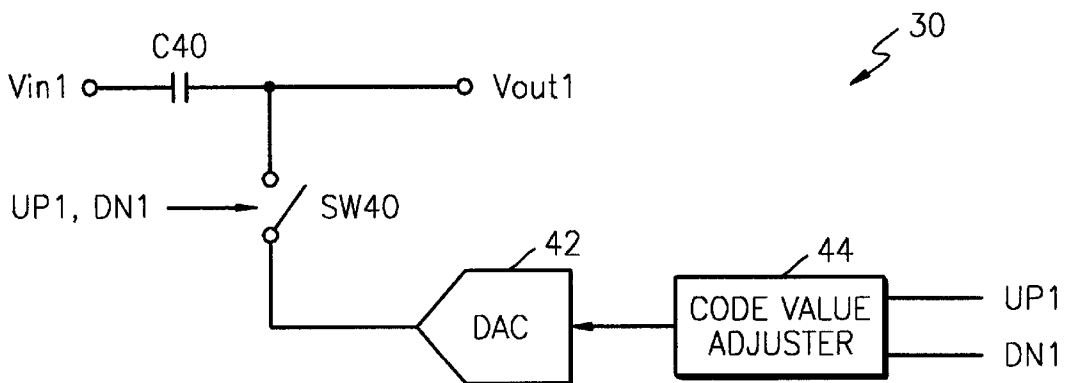 30
C40
Vin1
Vout1
UP1, DN1
SW40
42
44
DAC
CODE VALUE
ADJUSTER
UP1
DN1